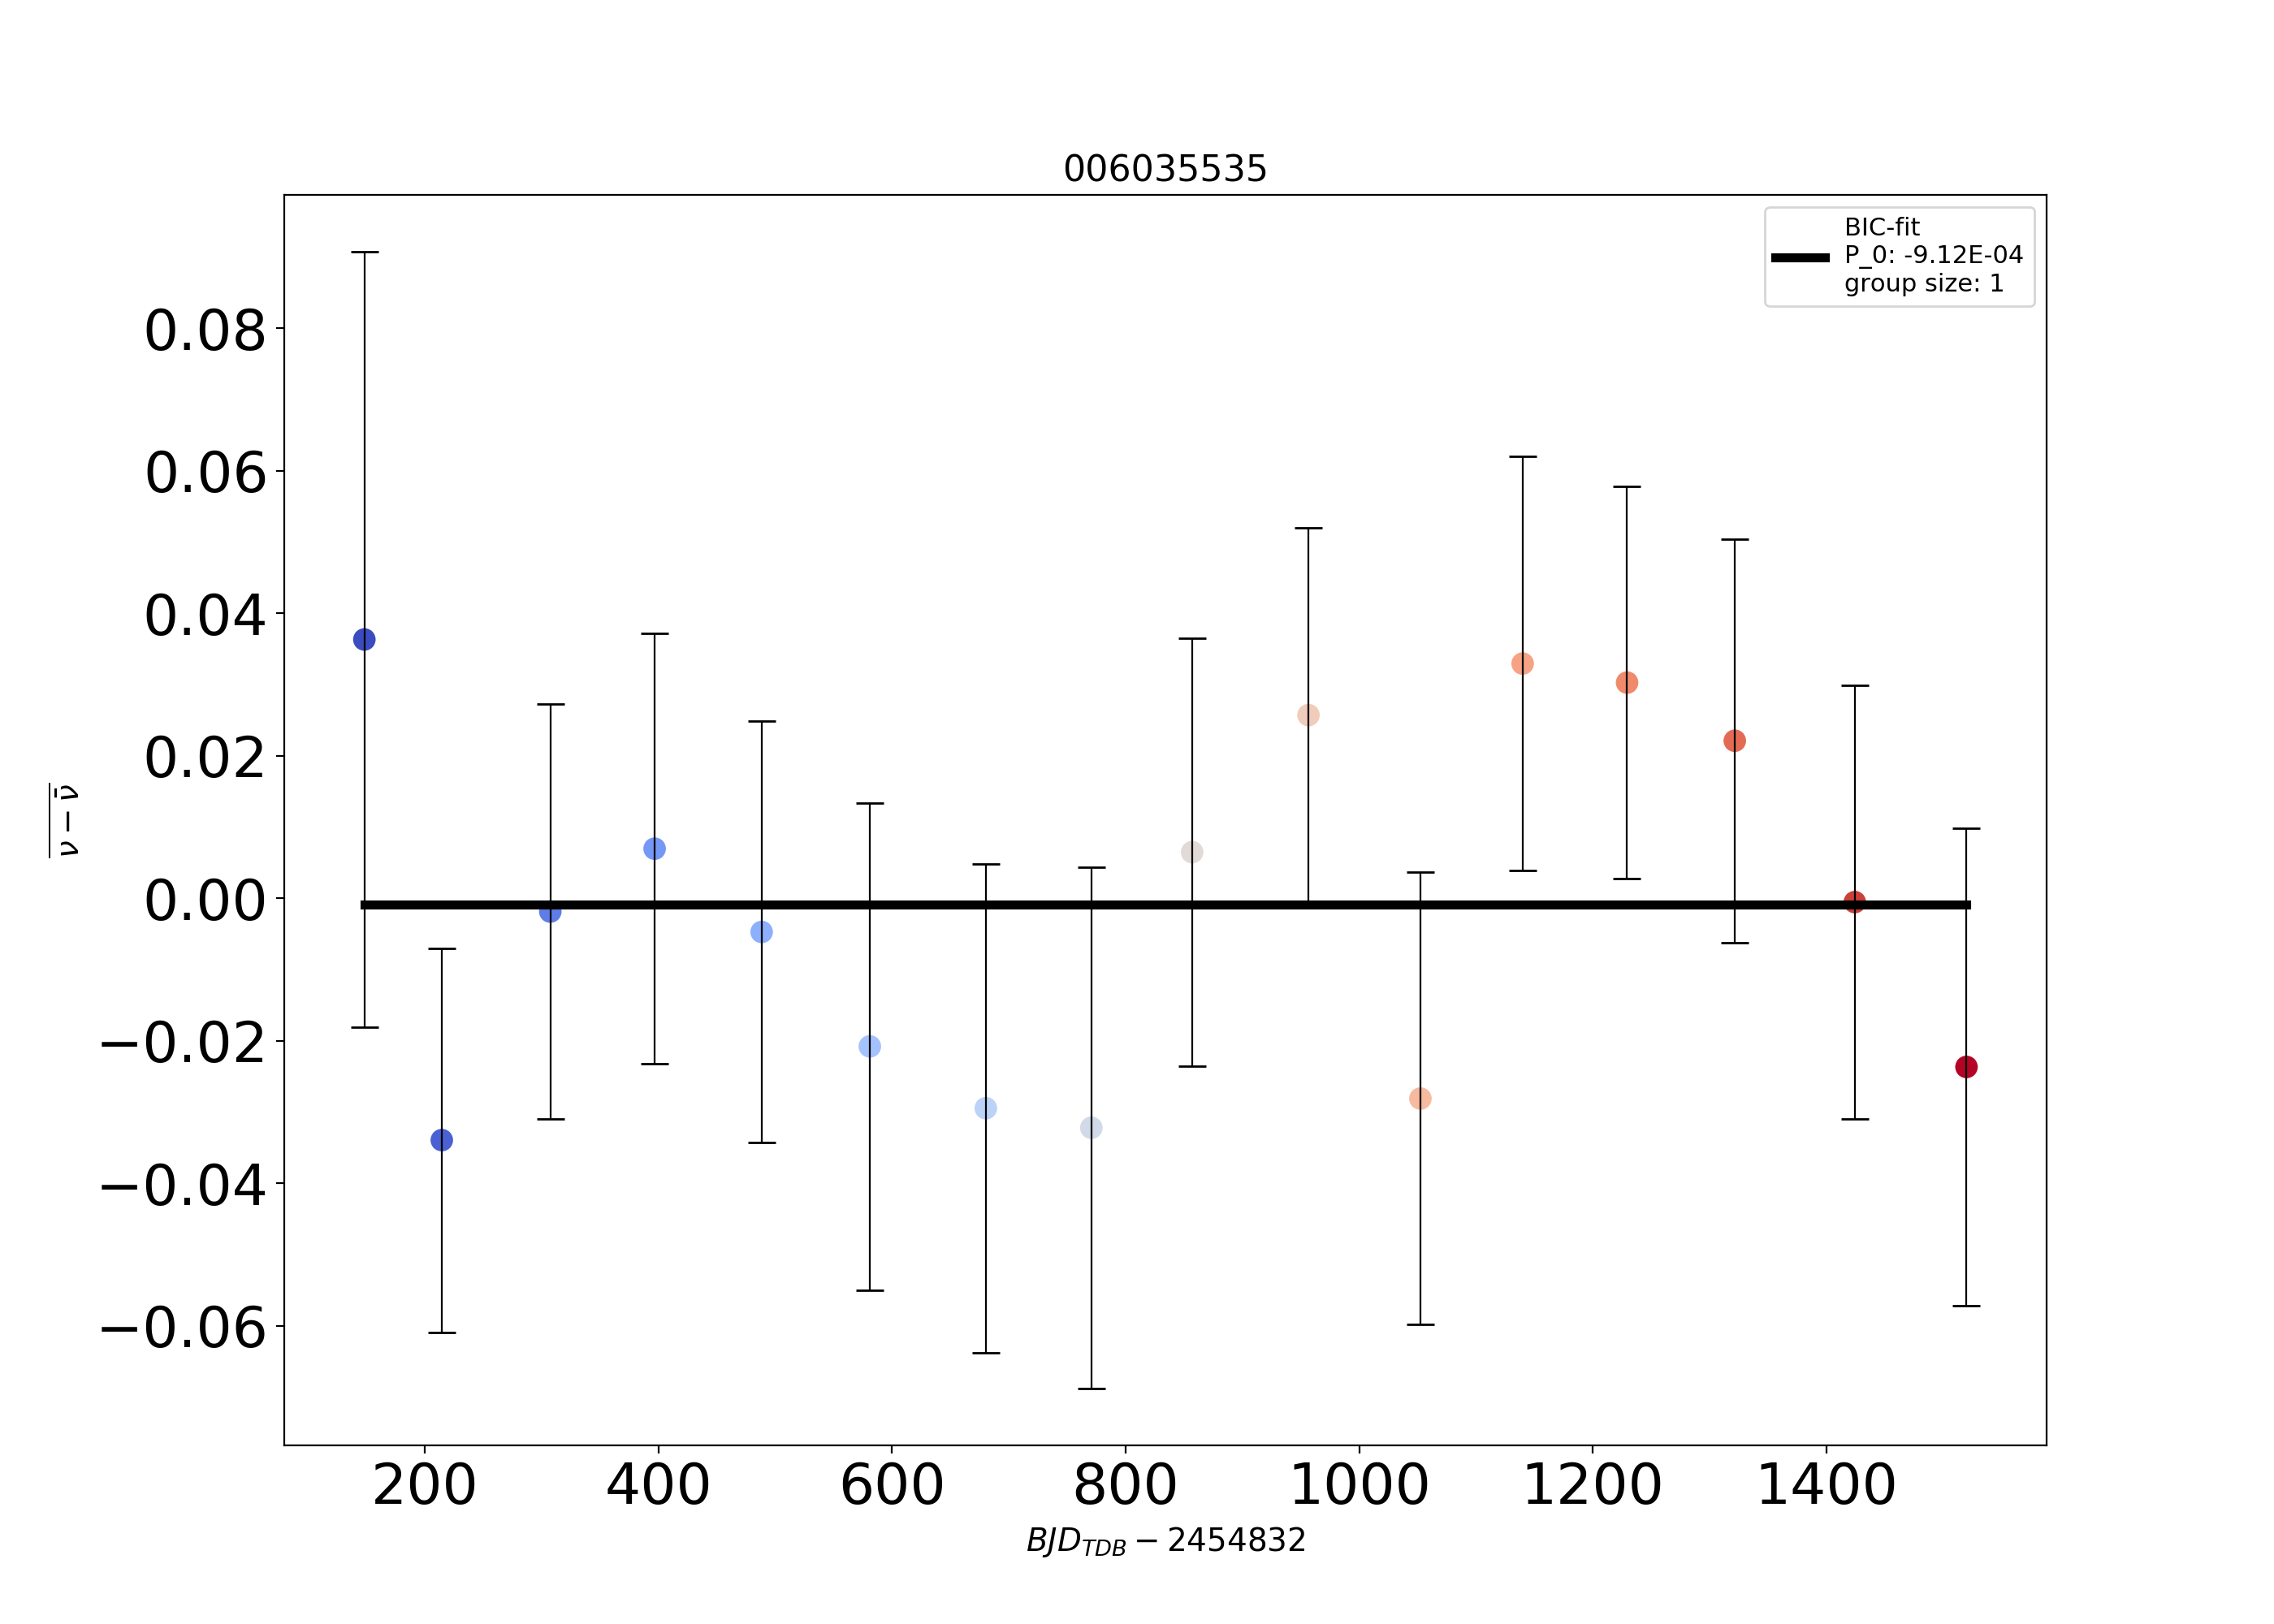 006035535
BIC-fit
P_0: -9.12E-04
group size: 1
0.08
0.06
0.04
0.02
0.00
−0.02
−0.04
−0.06
ν − ν̄
200 400 600 800 1000 1200 1400
BJD_TDB − 2454832